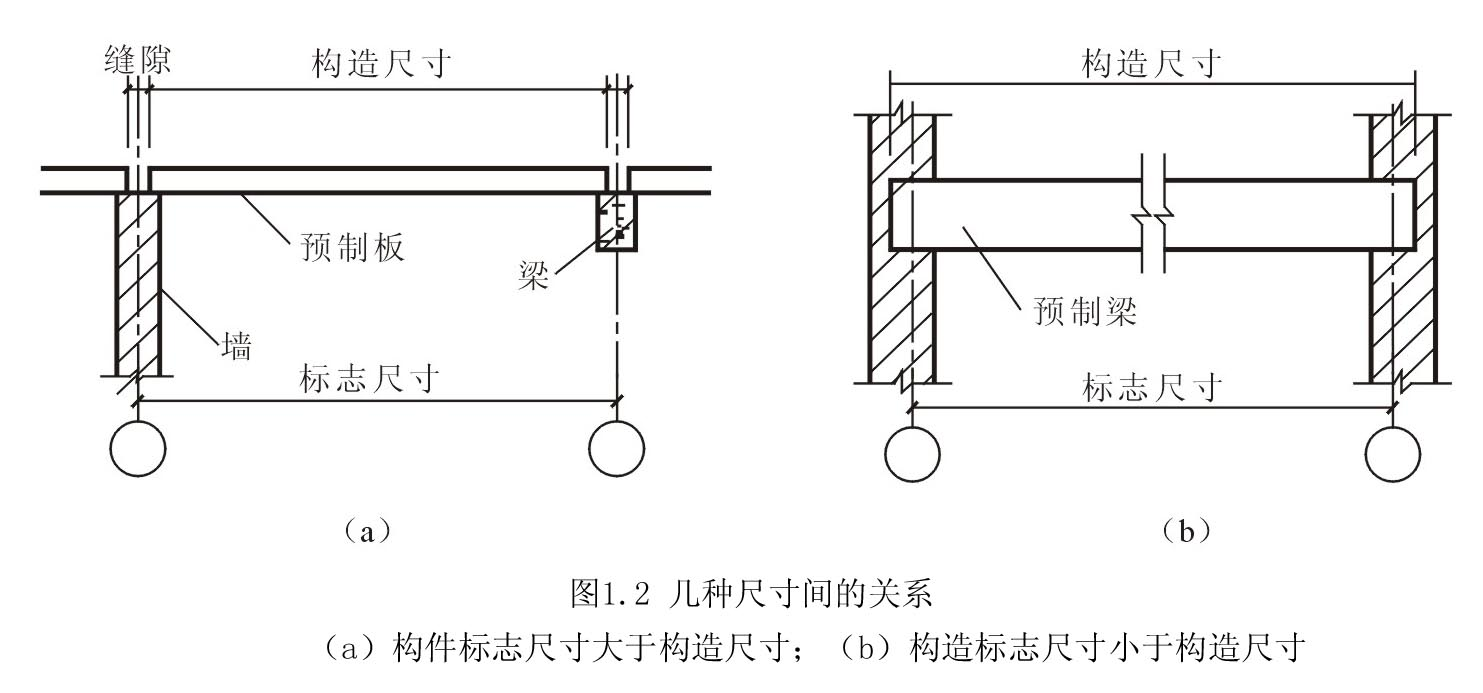 缝隙
构造尺寸
预制板
梁
墙
标志尺寸
(a)
构造尺寸
预制梁
标志尺寸
(b)
图1.2 几种尺寸间的关系
(a)构件标志尺寸大于构造尺寸;(b)构造标志尺寸小于构造尺寸